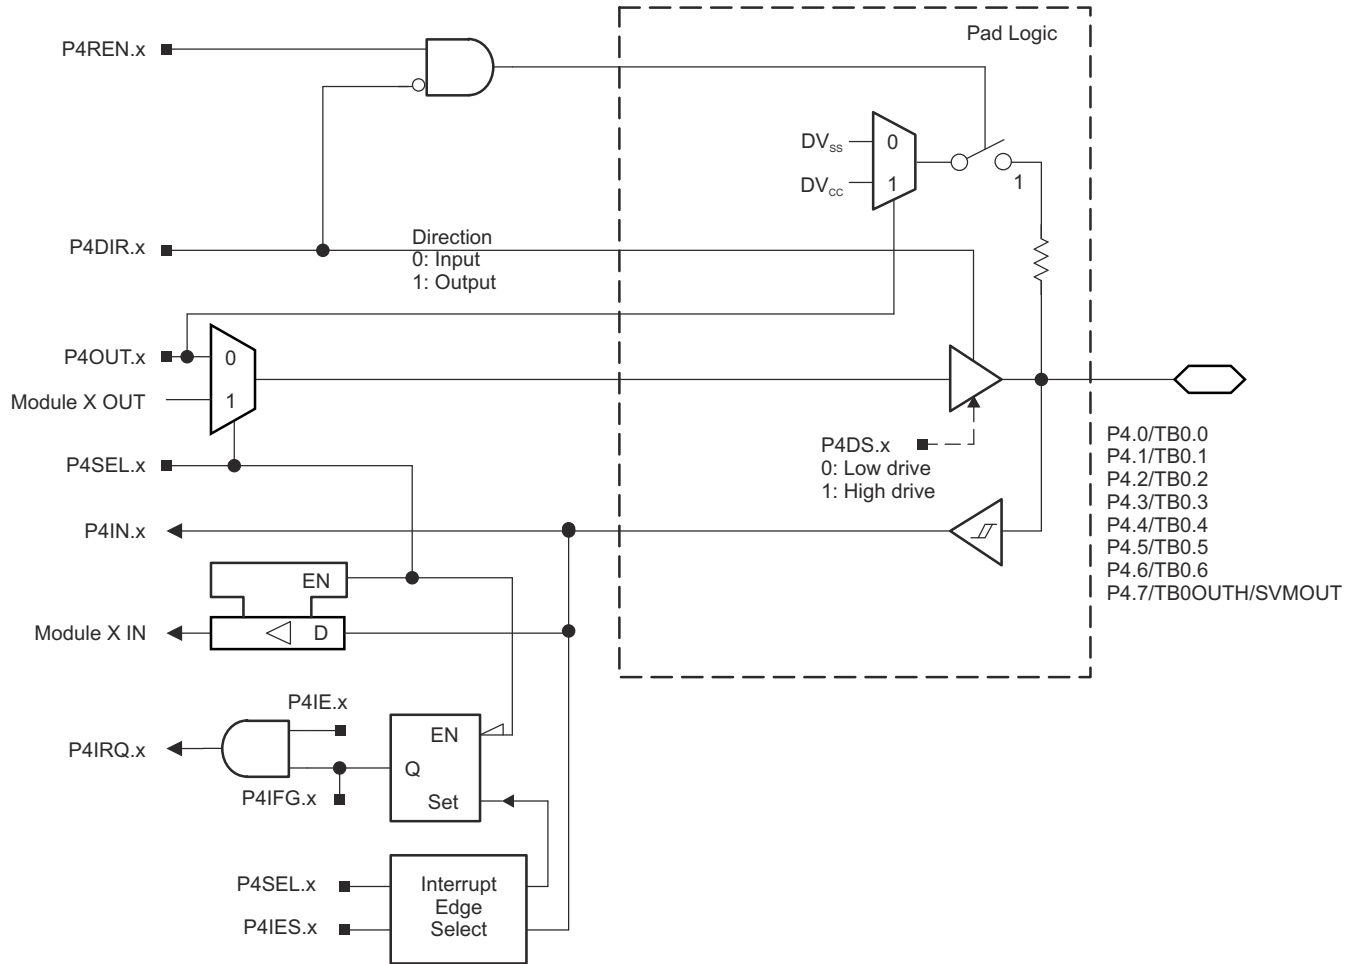 Pad Logic
P4REN.x
DVSS
0
DVCC
1
1
P4DIR.x
Direction
0: Input
1: Output
P4OUT.x
0
Module X OUT
1
P4DS.x
0: Low drive
1: High drive
P4SEL.x
P4.0/TB0.0
P4.1/TB0.1
P4.2/TB0.2
P4.3/TB0.3
P4.4/TB0.4
P4.5/TB0.5
P4.6/TB0.6
P4.7/TB0OUTH/SVMOUT
P4IN.x
EN
Module X IN
D
P4IE.x
P4IRQ.x
EN
Q
P4IFG.x
Set
P4SEL.x
P4IES.x
Interrupt
Edge
Select